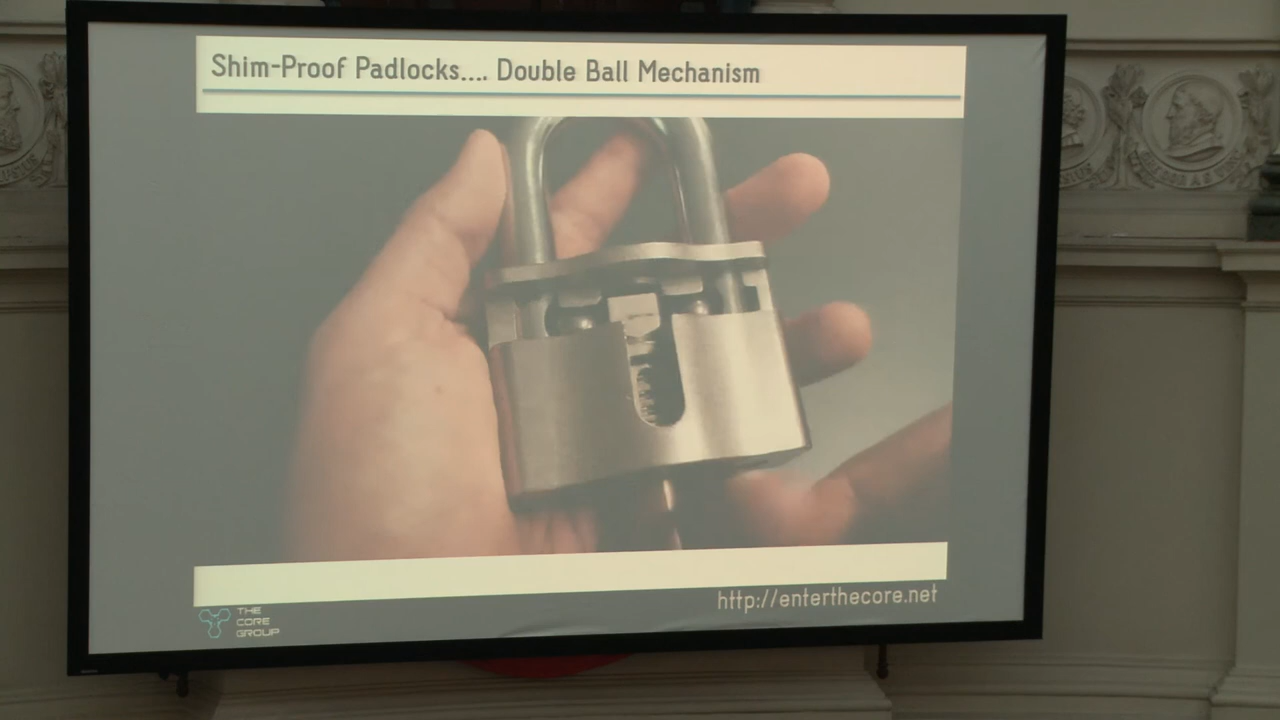 Shim-Proof Padlocks.... Double Ball Mechanism
http://enterthecore.net
THE
CORE
GROUP